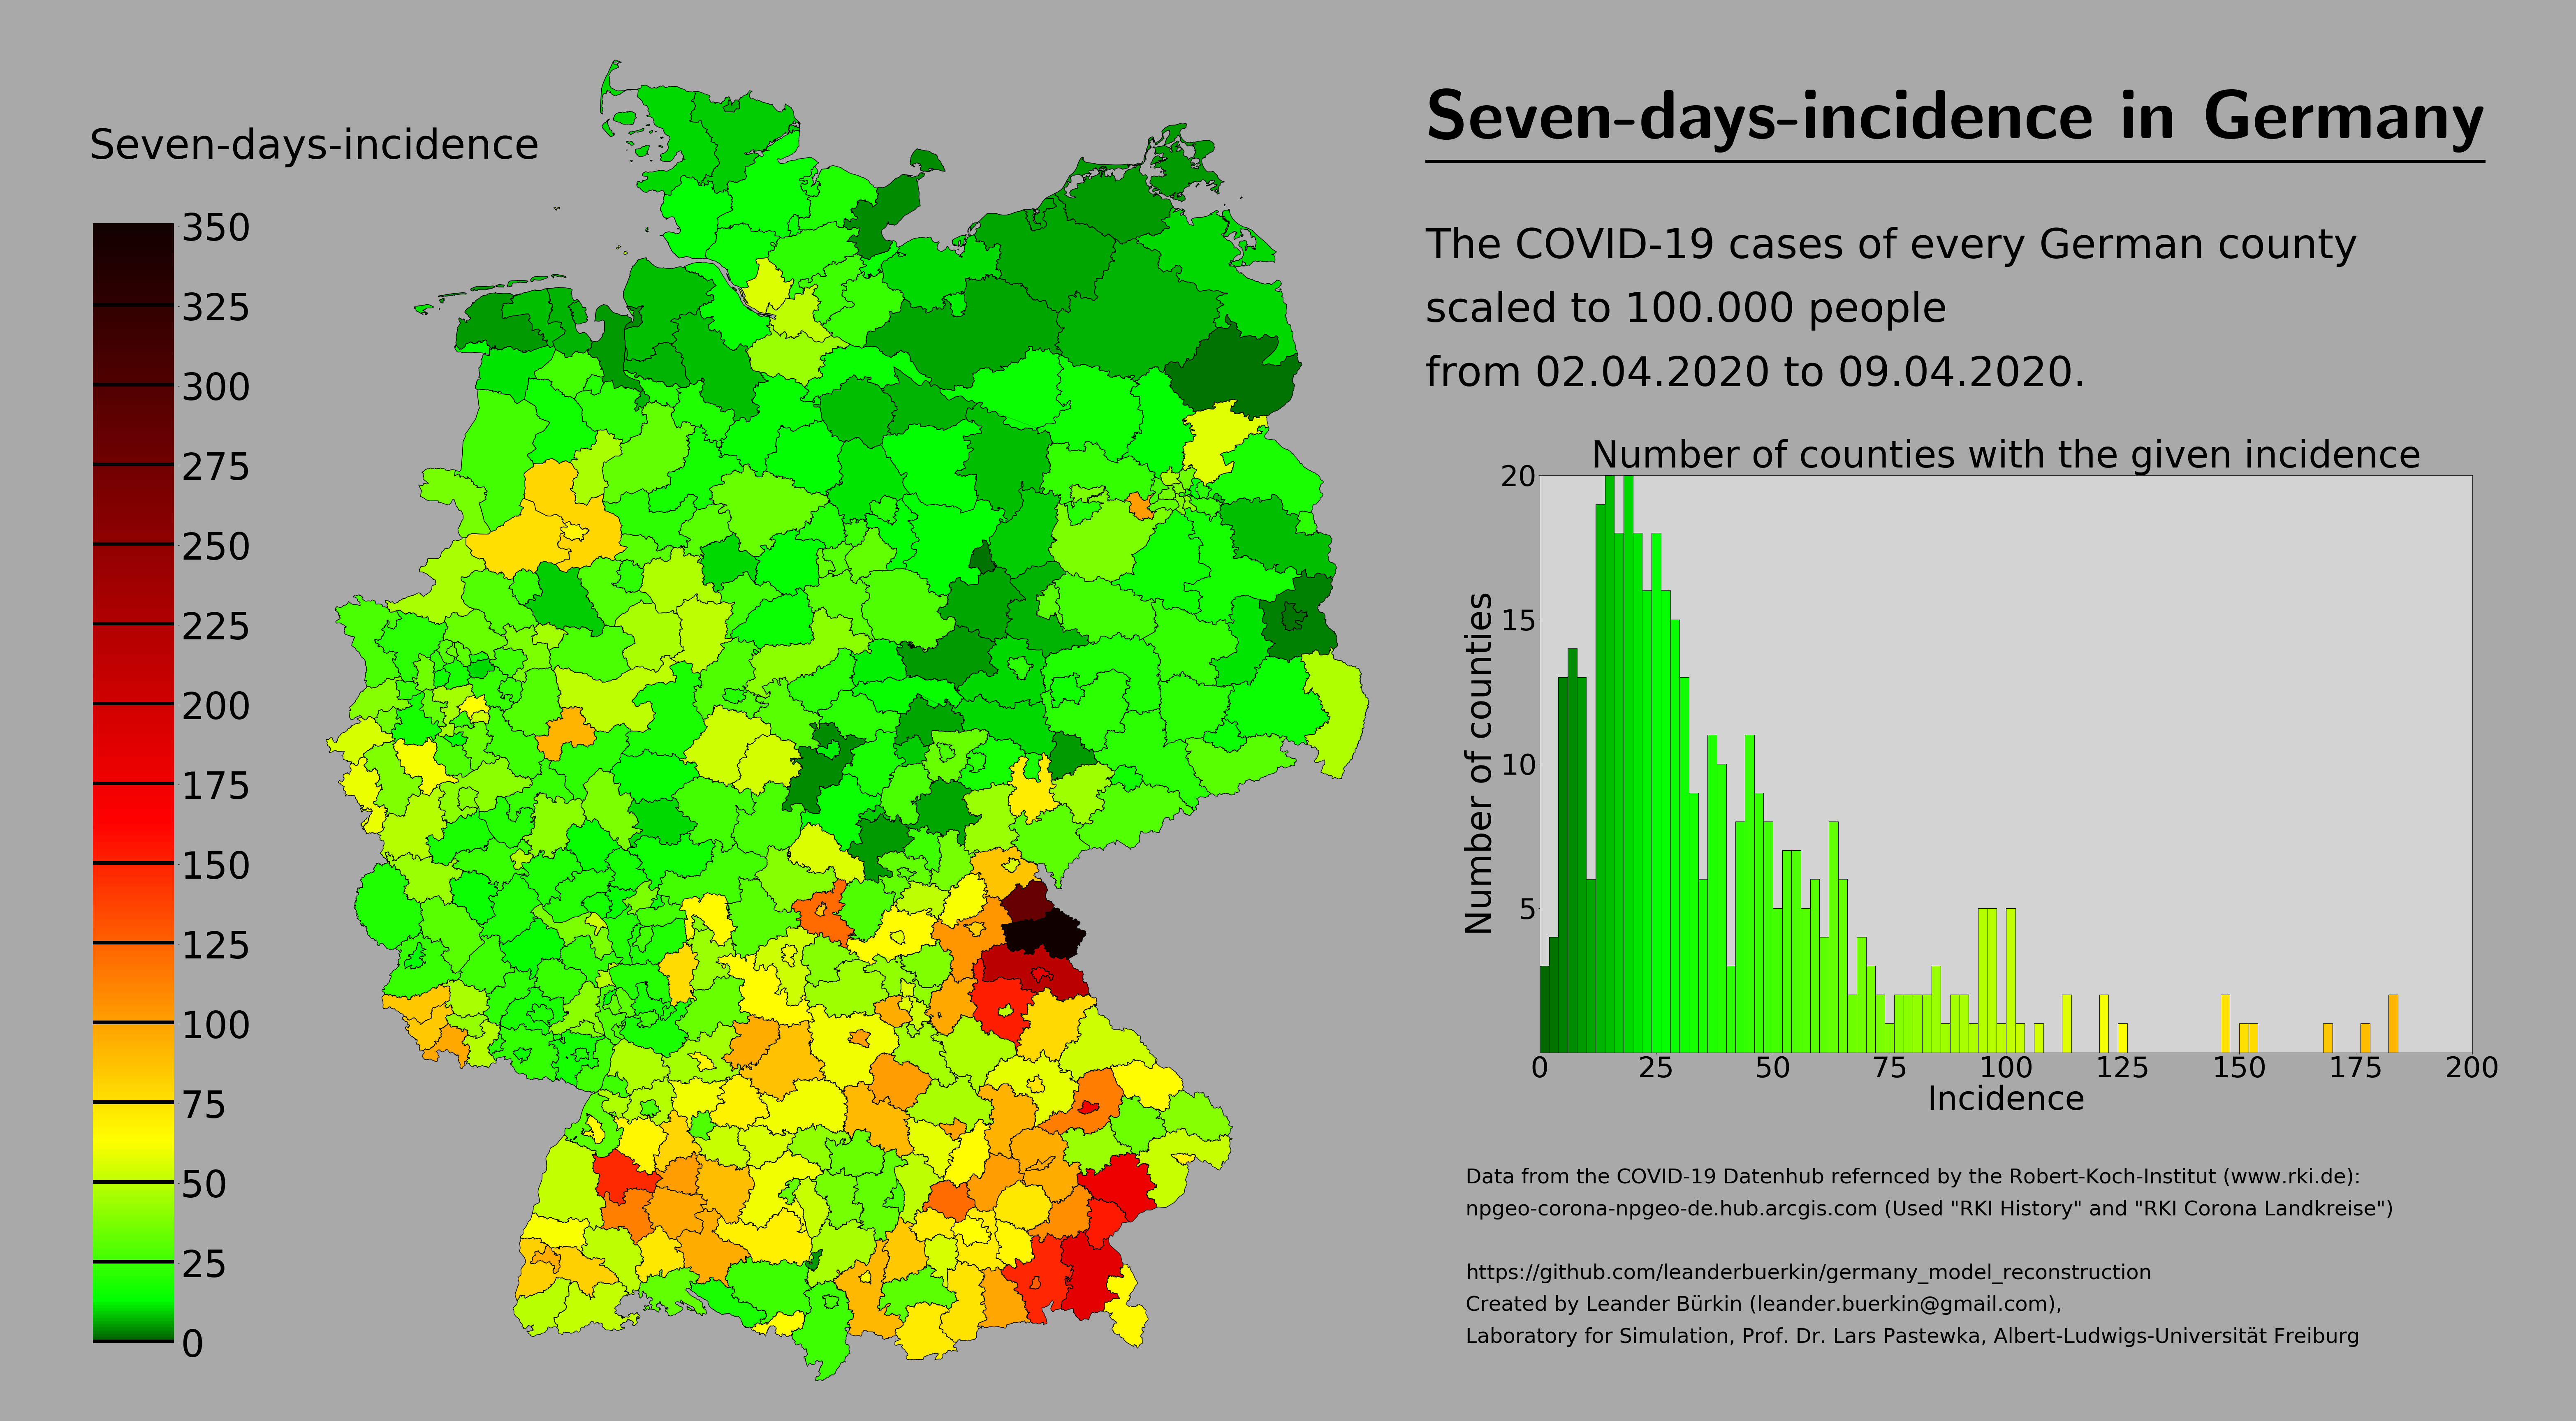 Seven-days-incidence
350
325
300
275
250
225
200
175
150
125
100
75
50
25
0
Seven-days-incidence in Germany
The COVID-19 cases of every German county
scaled to 100.000 people
from 02.04.2020 to 09.04.2020.
Number of counties with the given incidence
Number of counties
20
15
10
5
0 25 50 75 100 125 150 175 200
Incidence
Data from the COVID-19 Datenhub refernced by the Robert-Koch-Institut (www.rki.de):
npgeo-corona-npgeo-de.hub.arcgis.com (Used "RKI History" and "RKI Corona Landkreise")
https://github.com/leanderbuerkin/germany_model_reconstruction
Created by Leander Bürkin (leander.buerkin@gmail.com),
Laboratory for Simulation, Prof. Dr. Lars Pastewka, Albert-Ludwigs-Universität Freiburg